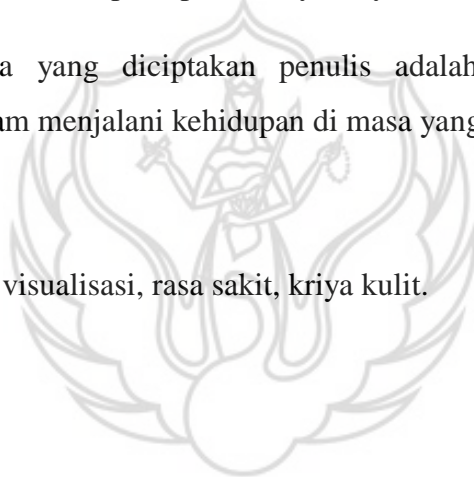 a yang diciptakan penulis adalah
am menjalani kehidupan di masa yang
visualisasi, rasa sakit, kriya kulit.